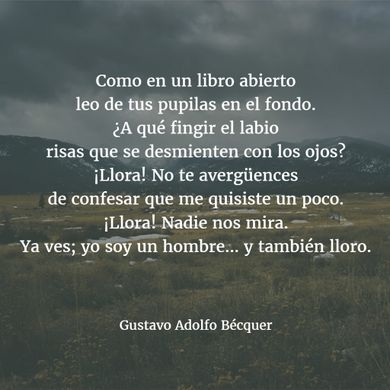 Como en un libro abierto
leo de tus pupilas en el fondo.
¿A qué fingir el labio
risas que se desmienten con los ojos?
¡Llora! No te avergüences
de confesar que me quisiste un poco.
¡Llora! Nadie nos mira.
Ya ves; yo soy un hombre... y también lloro.
Gustavo Adolfo Bécquer